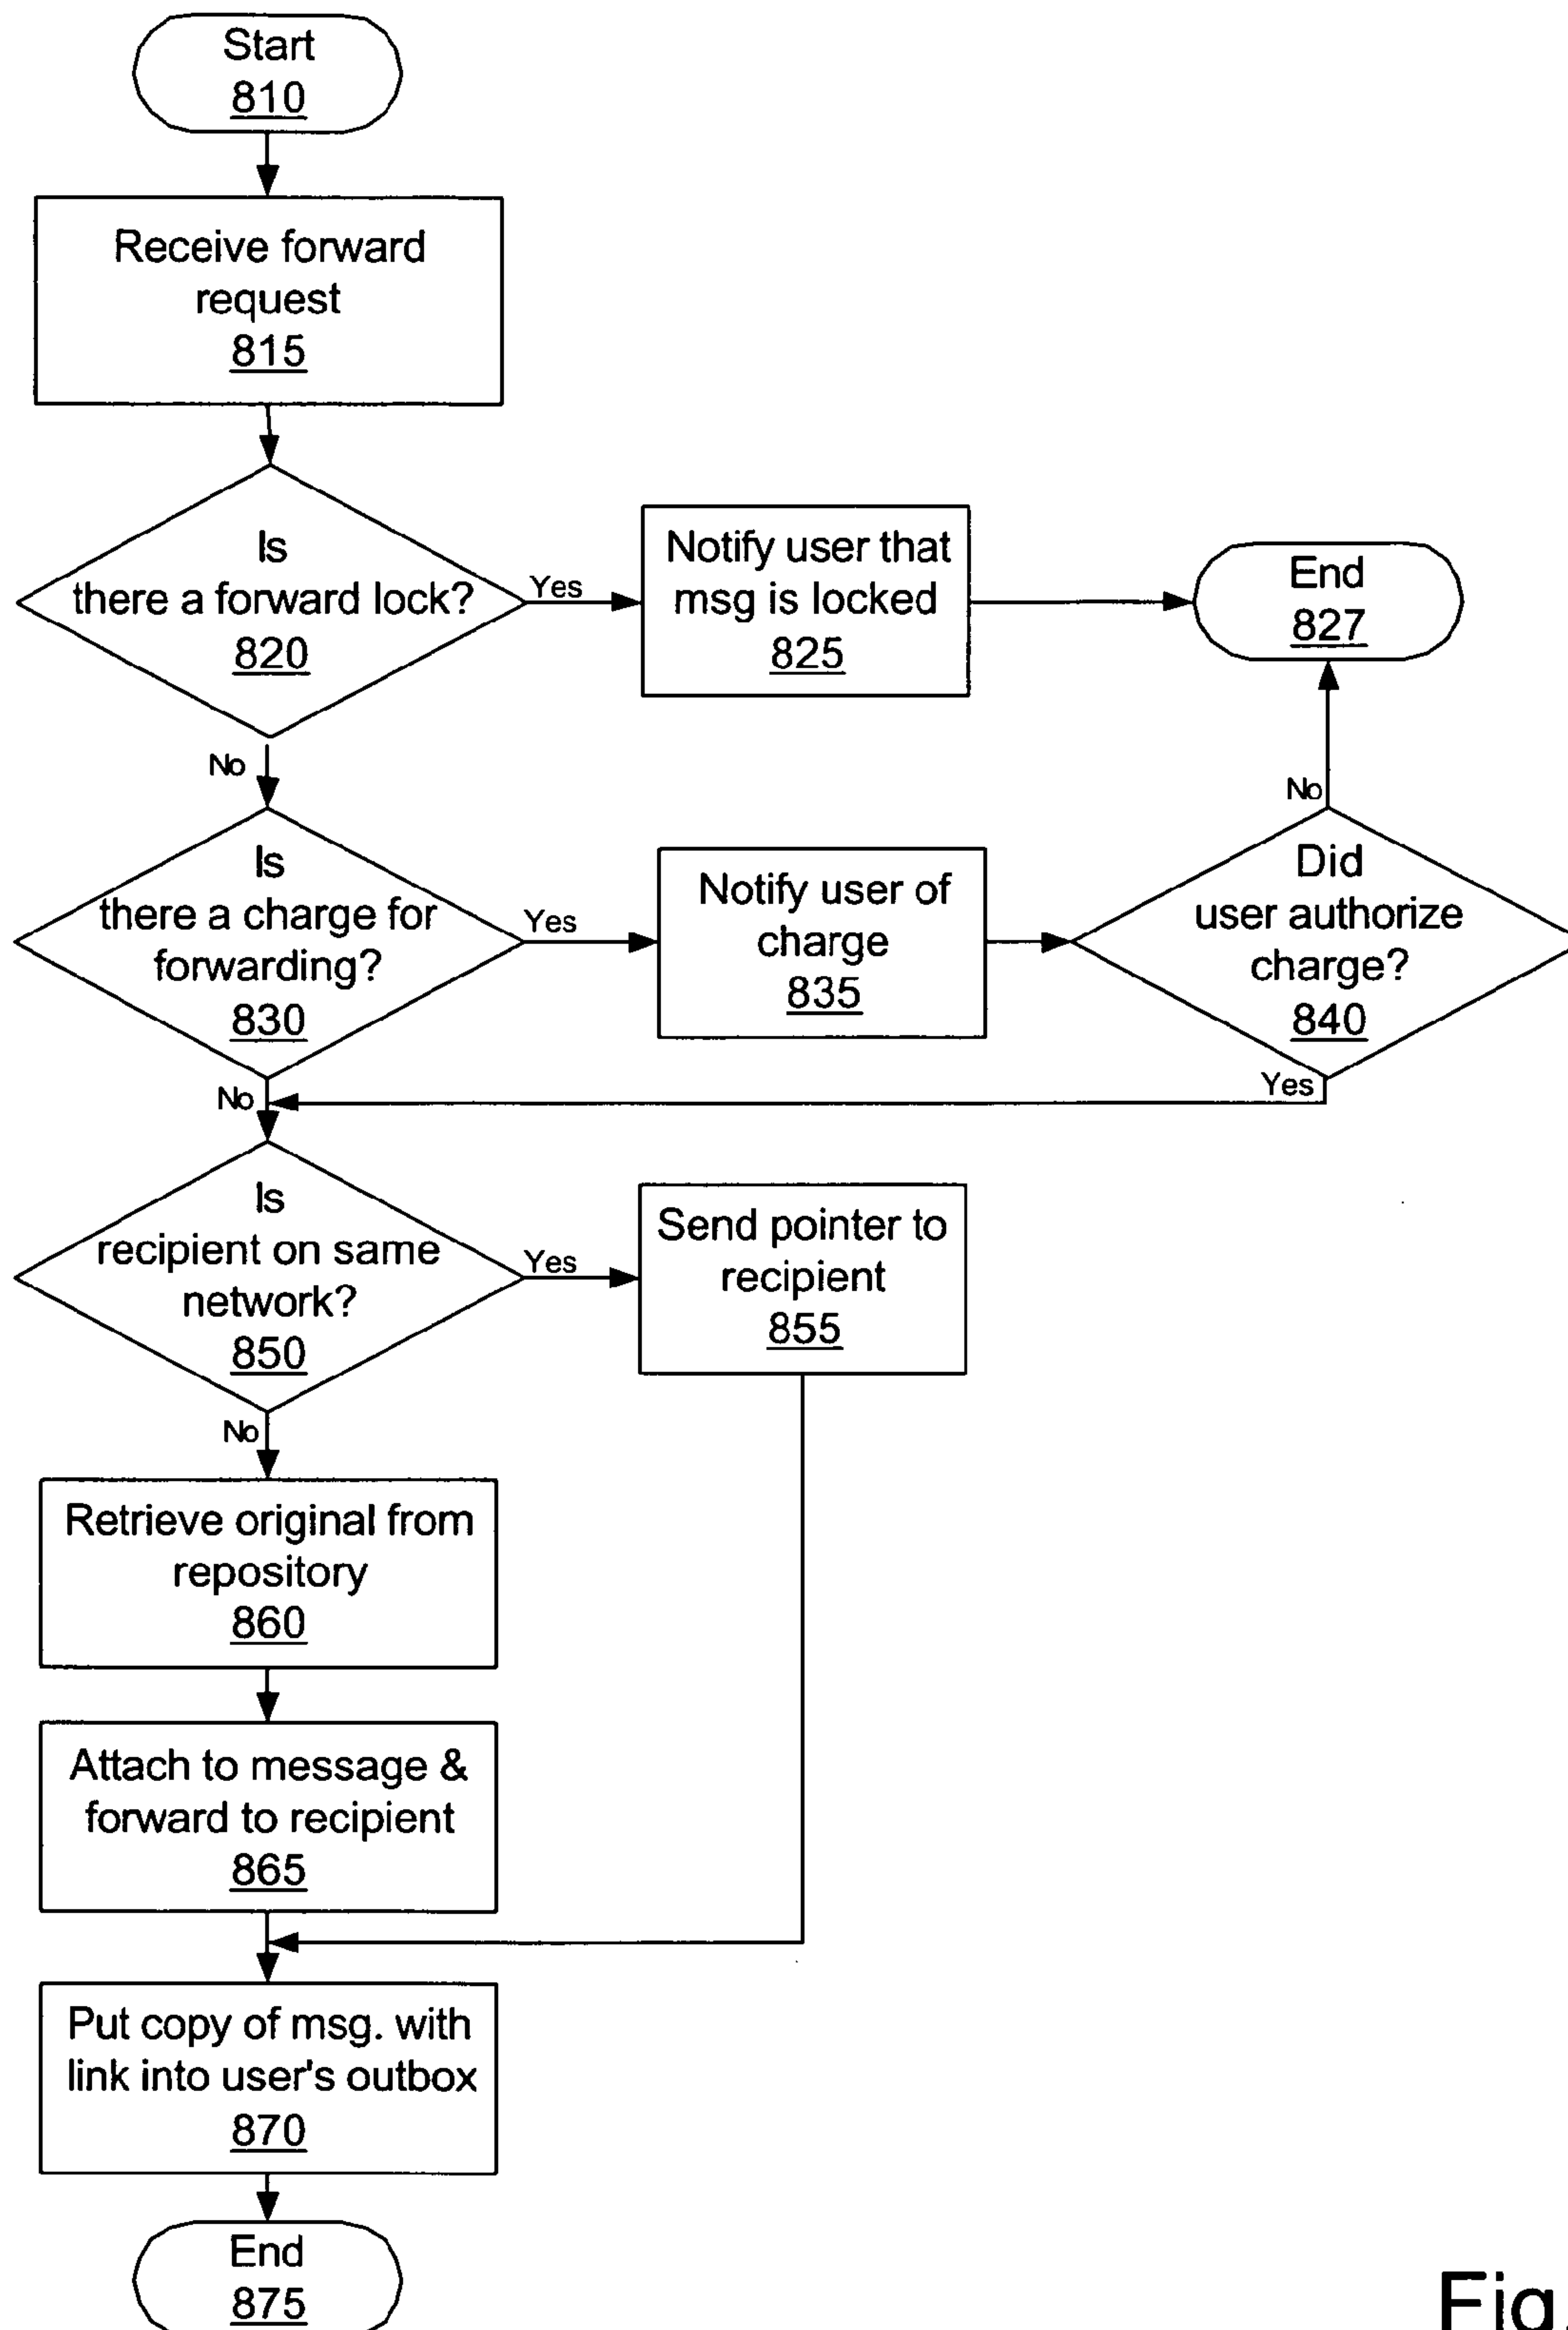 Start
810
Receive forward
request
815
Is
there a forward lock?
820
Yes
Notify user that
msg is locked
825
End
827
No
Is
there a charge for
forwarding?
830
Yes
Notify user of
charge
835
No
Did
user authorize
charge?
840
Yes
No
Is
recipient on same
network?
850
Yes
Send pointer to
recipient
855
No
Retrieve original from
repository
860
Attach to message &
forward to recipient
865
Put copy of msg. with
link into user's outbox
870
End
875
Fig.